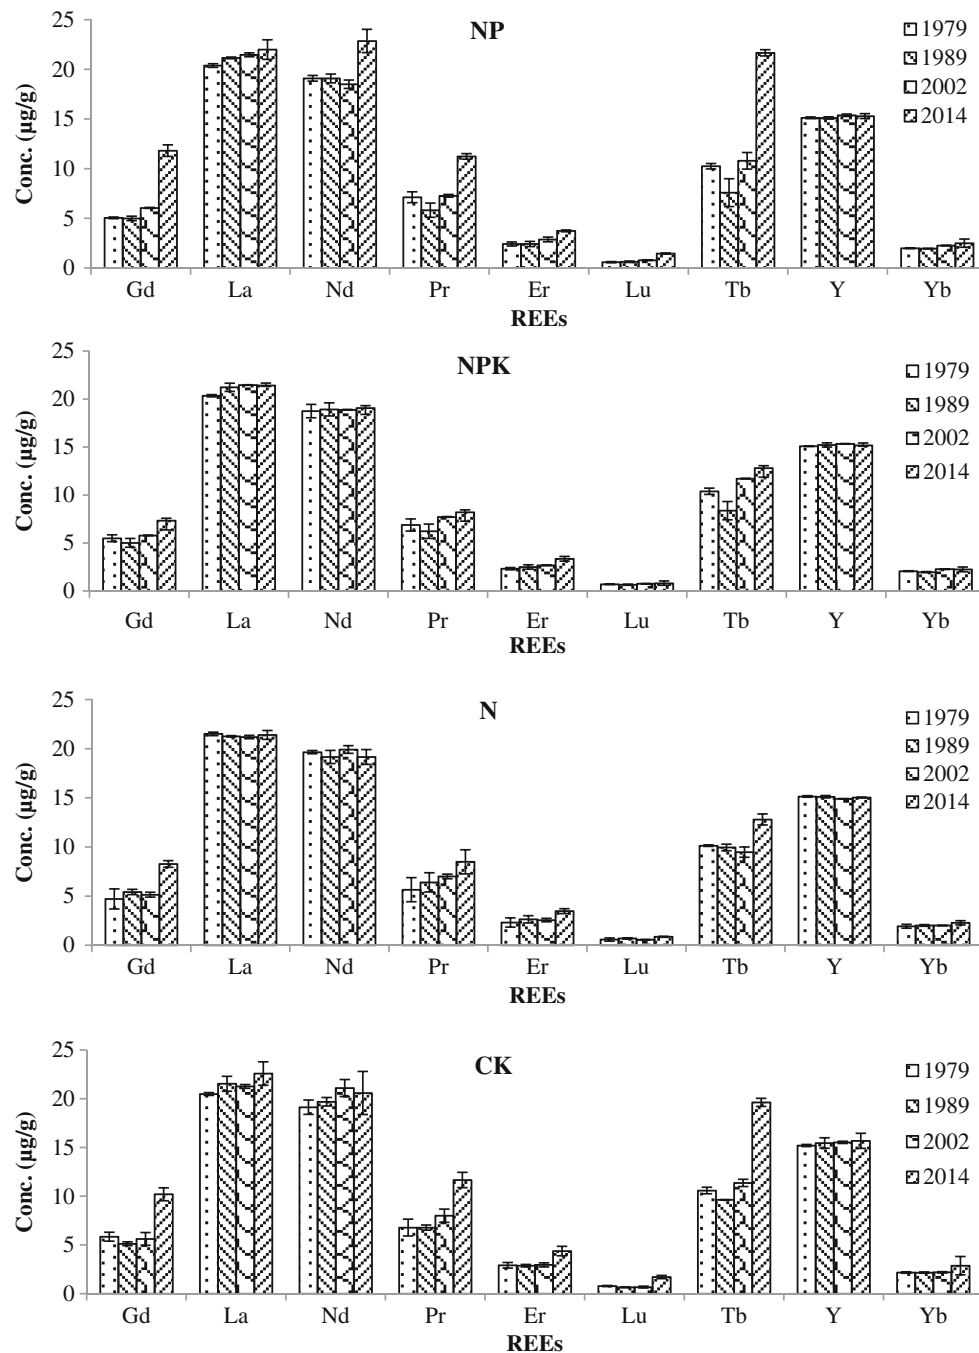 NP
Conc. (µg/g)
25
20
15
10
5
0
1979
1989
2002
2014
Gd La Nd Pr Er Lu Tb Y Yb
REEs
NPK
Conc. (µg/g)
25
20
15
10
5
0
1979
1989
2002
2014
Gd La Nd Pr Er Lu Tb Y Yb
REEs
N
Conc. (µg/g)
25
20
15
10
5
0
1979
1989
2002
2014
Gd La Nd Pr Er Lu Tb Y Yb
REEs
CK
Conc. (µg/g)
25
20
15
10
5
0
1979
1989
2002
2014
Gd La Nd Pr Er Lu Tb Y Yb
REEs